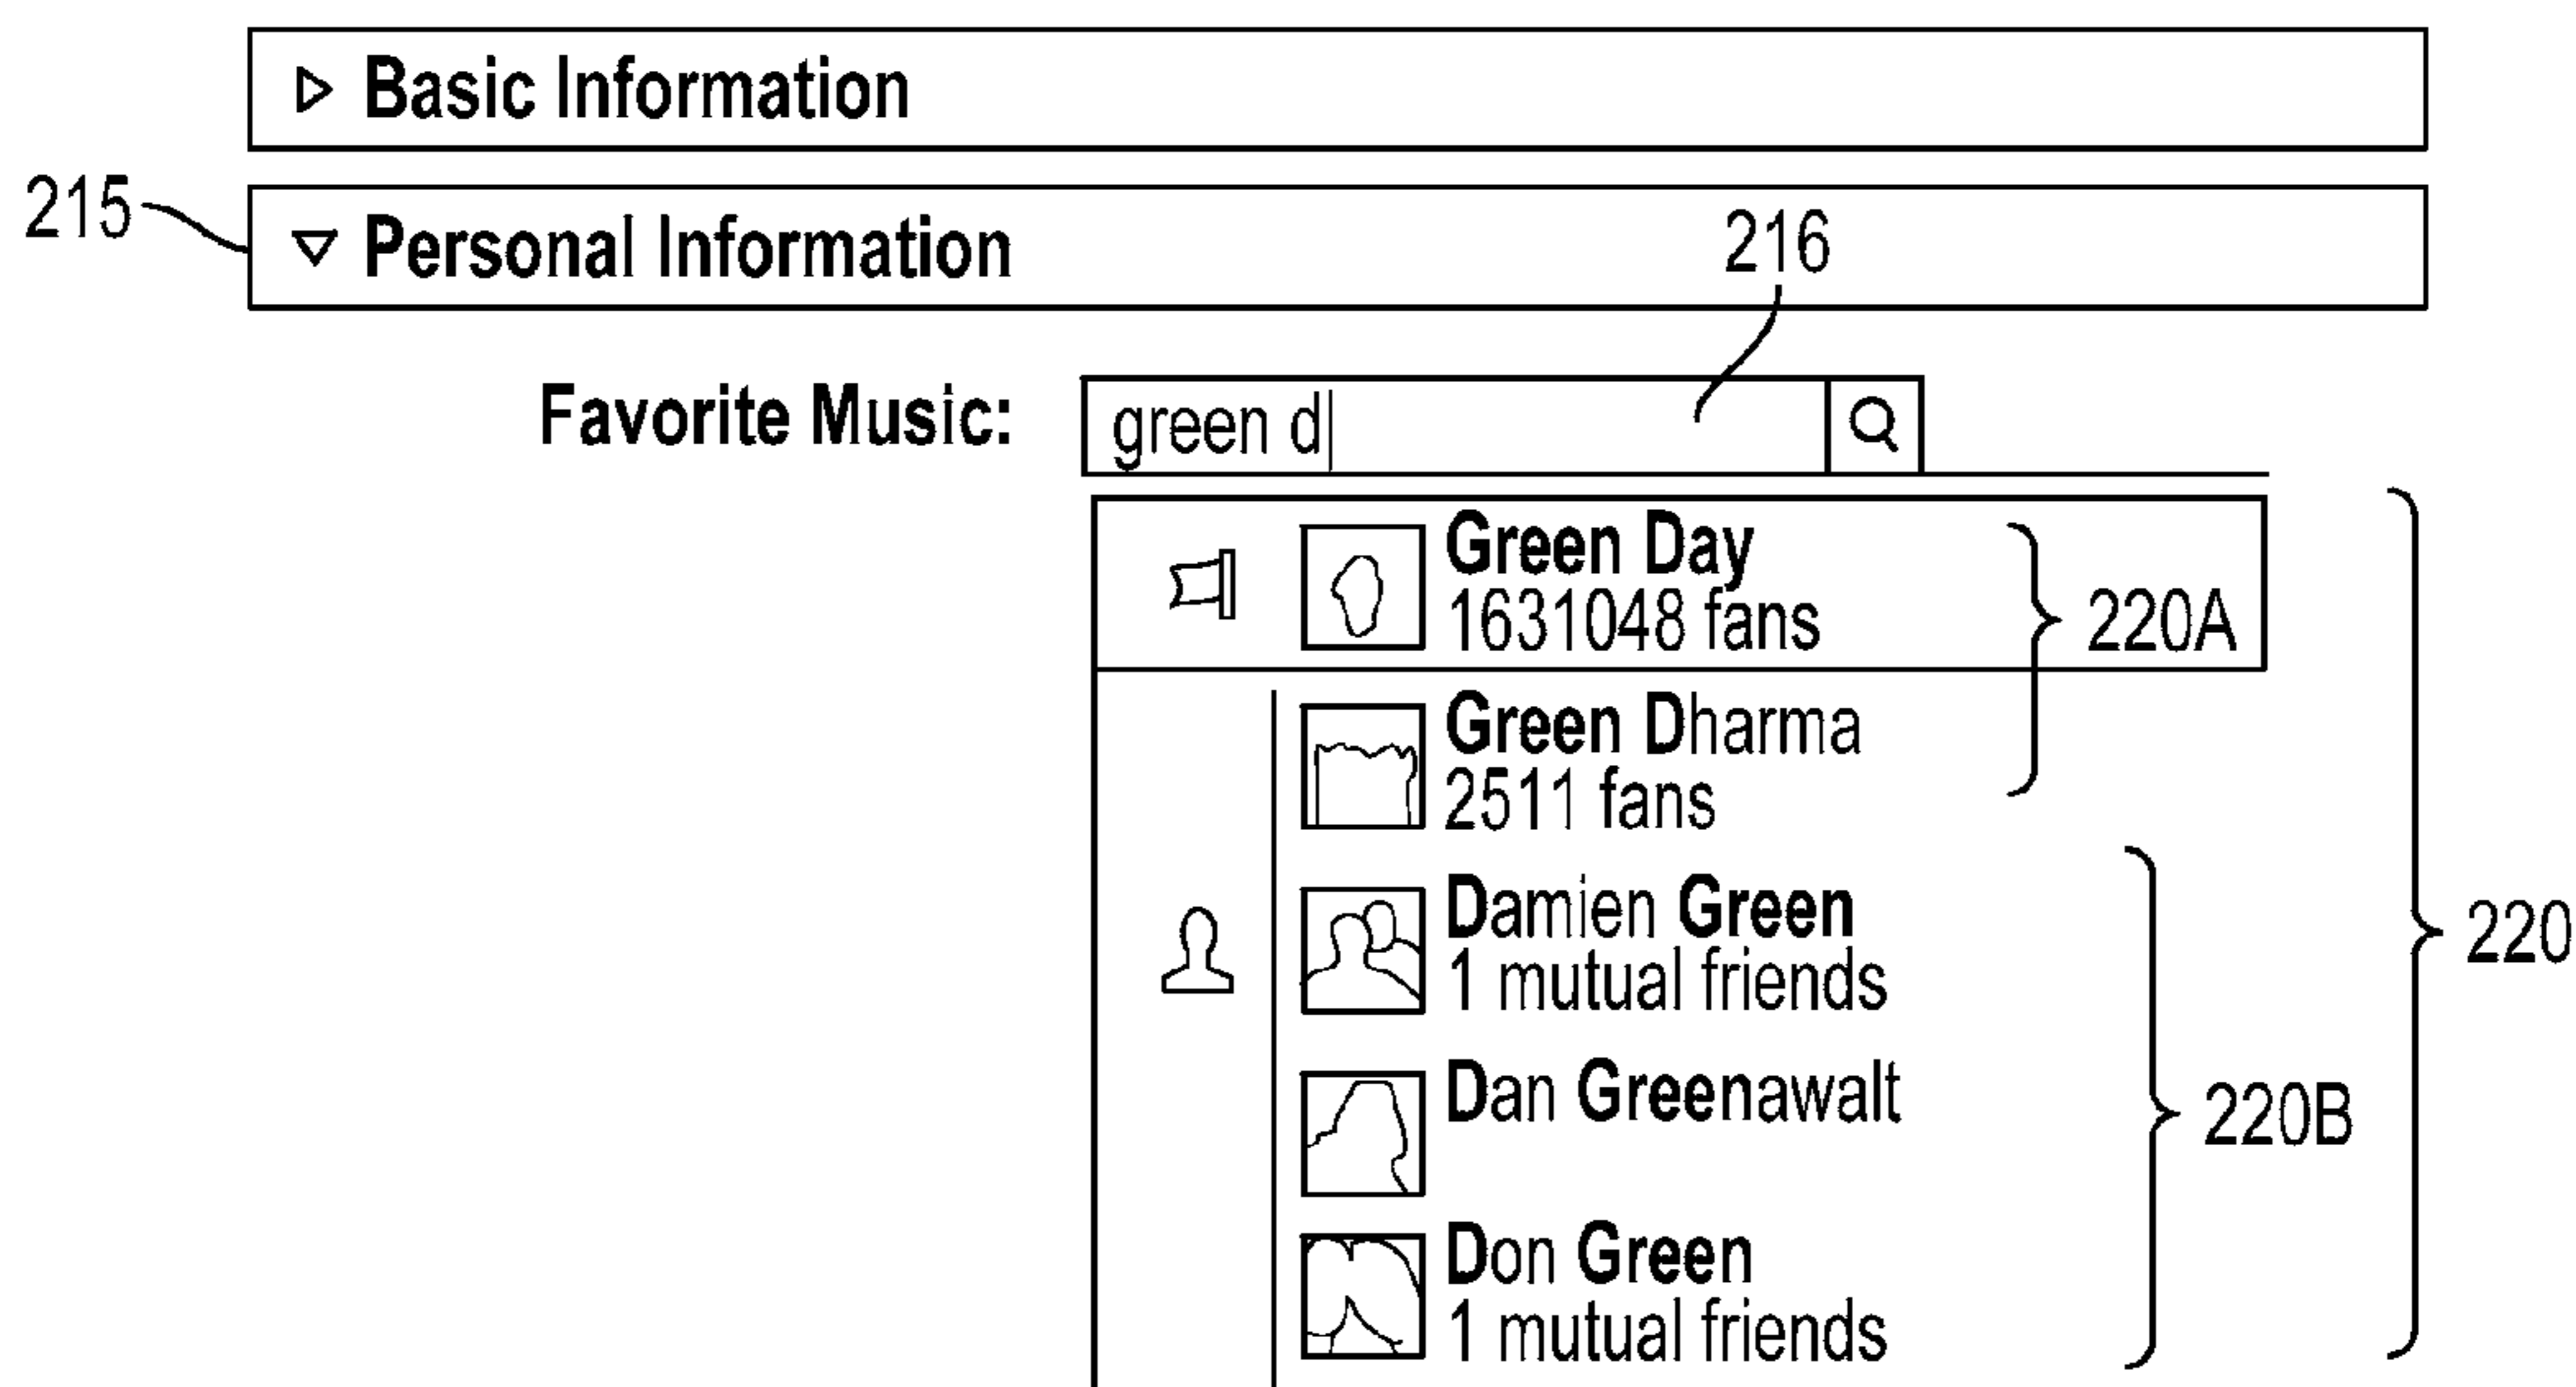 Basic Information
215
Personal Information
216
Favorite Music:
green d
Green Day
1631048 fans
220A
Green Dharma
2511 fans
Damien Green
1 mutual friends
220
Dan Greenawalt
220B
Don Green
1 mutual friends